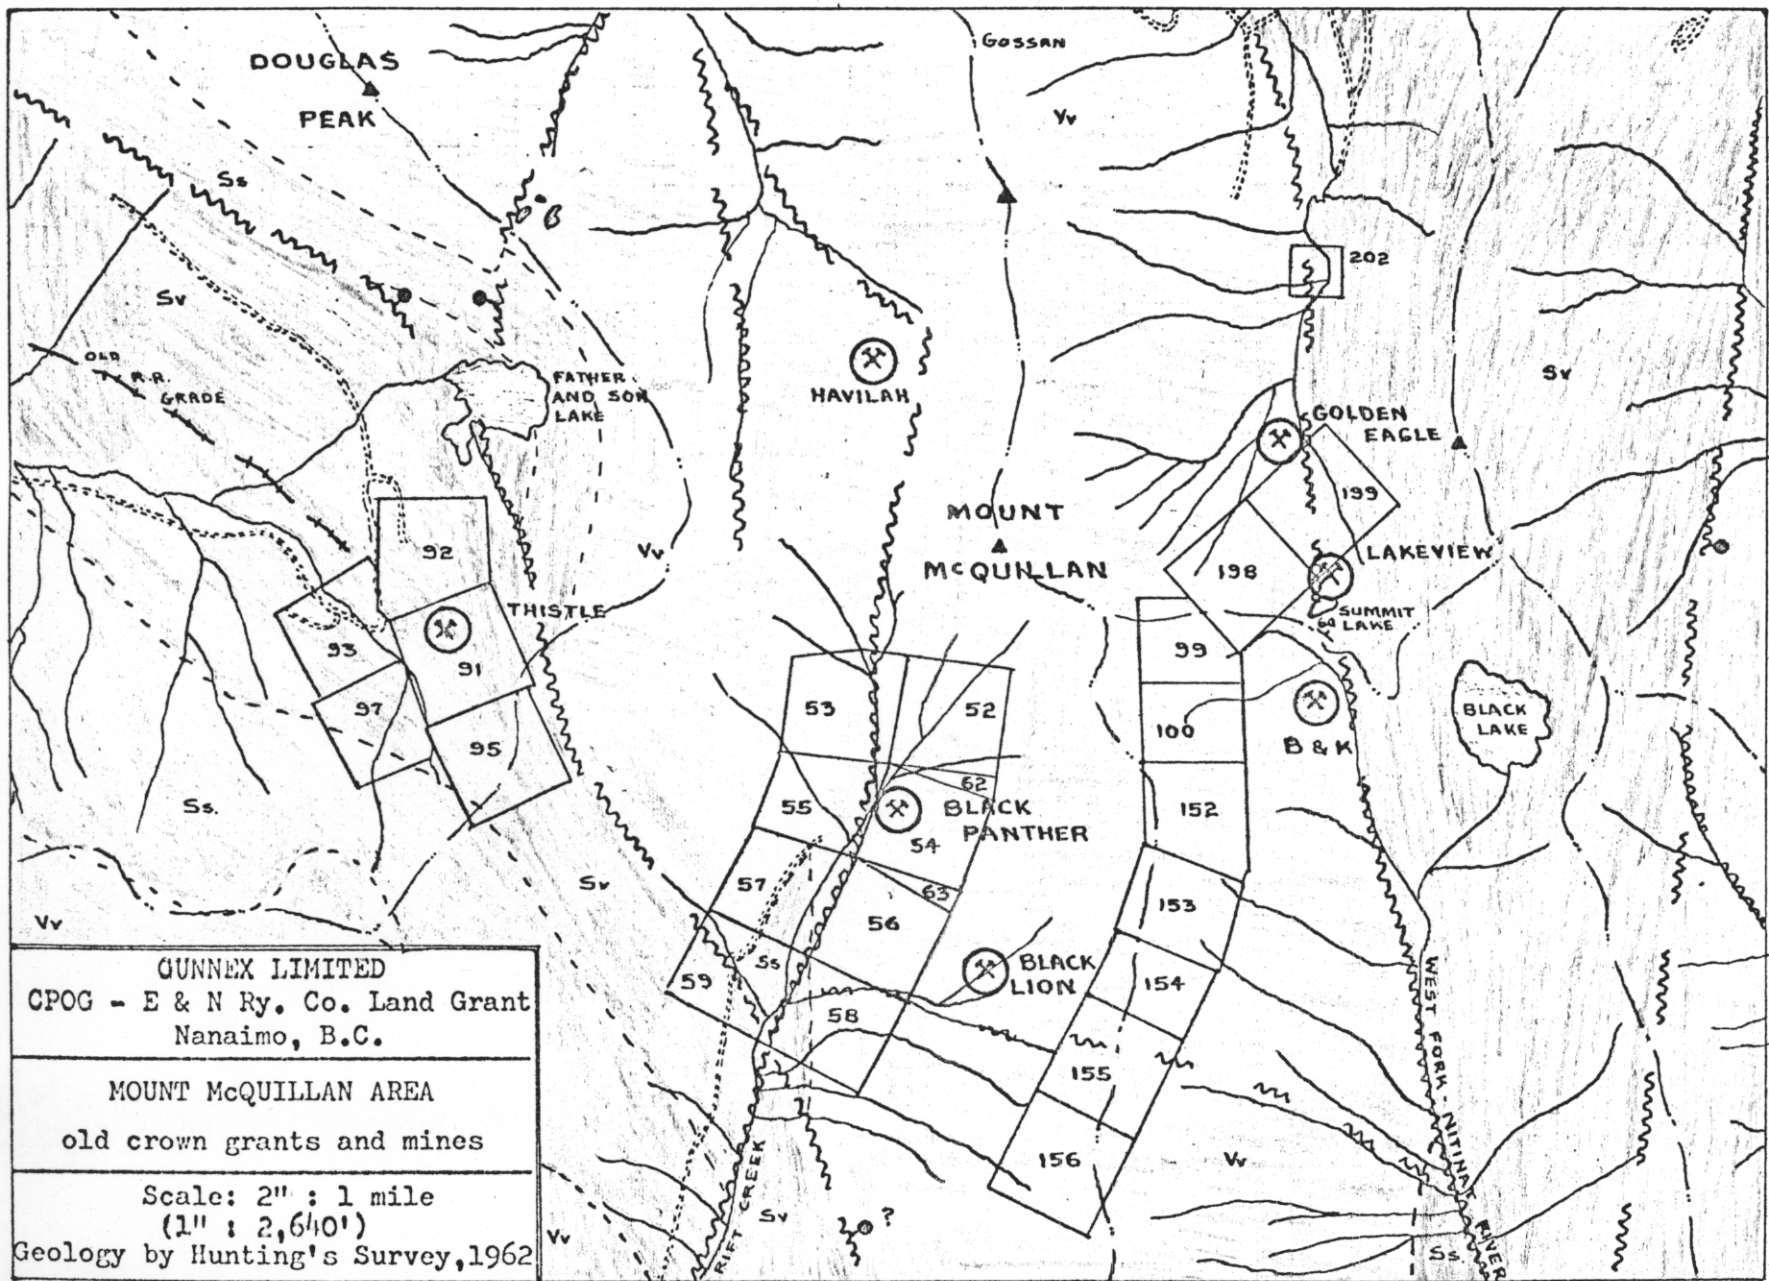 DOUGLAS
PEAK
GOSSAN
Vv
Ss
Sv
202
OLD
R.R.
GRADE
FATHER
AND SON
LAKE
HAVILAH
Sv
GOLDEN
EAGLE
199
MOUNT
McQUILLAN
92
Vv
198
LAKEVIEW
THISTLE
SUMMIT
LAKE
93
91
99
97
53
52
100
B & K
BLACK
LAKE
95
62
55
BLACK
PANTHER
152
Ss.
54
57
Sv
63
56
153
Vv
Ss
59
BLACK
LION
154
58
155
156
Vv
WEST FORK - NITINAT
RIVER
RIFT CREEK
Sv
?
Vv
Ss
GUNNEX LIMITED
CPOG - E & N Ry. Co. Land Grant
Nanaimo, B.C.
MOUNT McQUILLAN AREA
old crown grants and mines
Scale: 2" : 1 mile
(1" : 2,640')
Geology by Hunting's Survey,1962